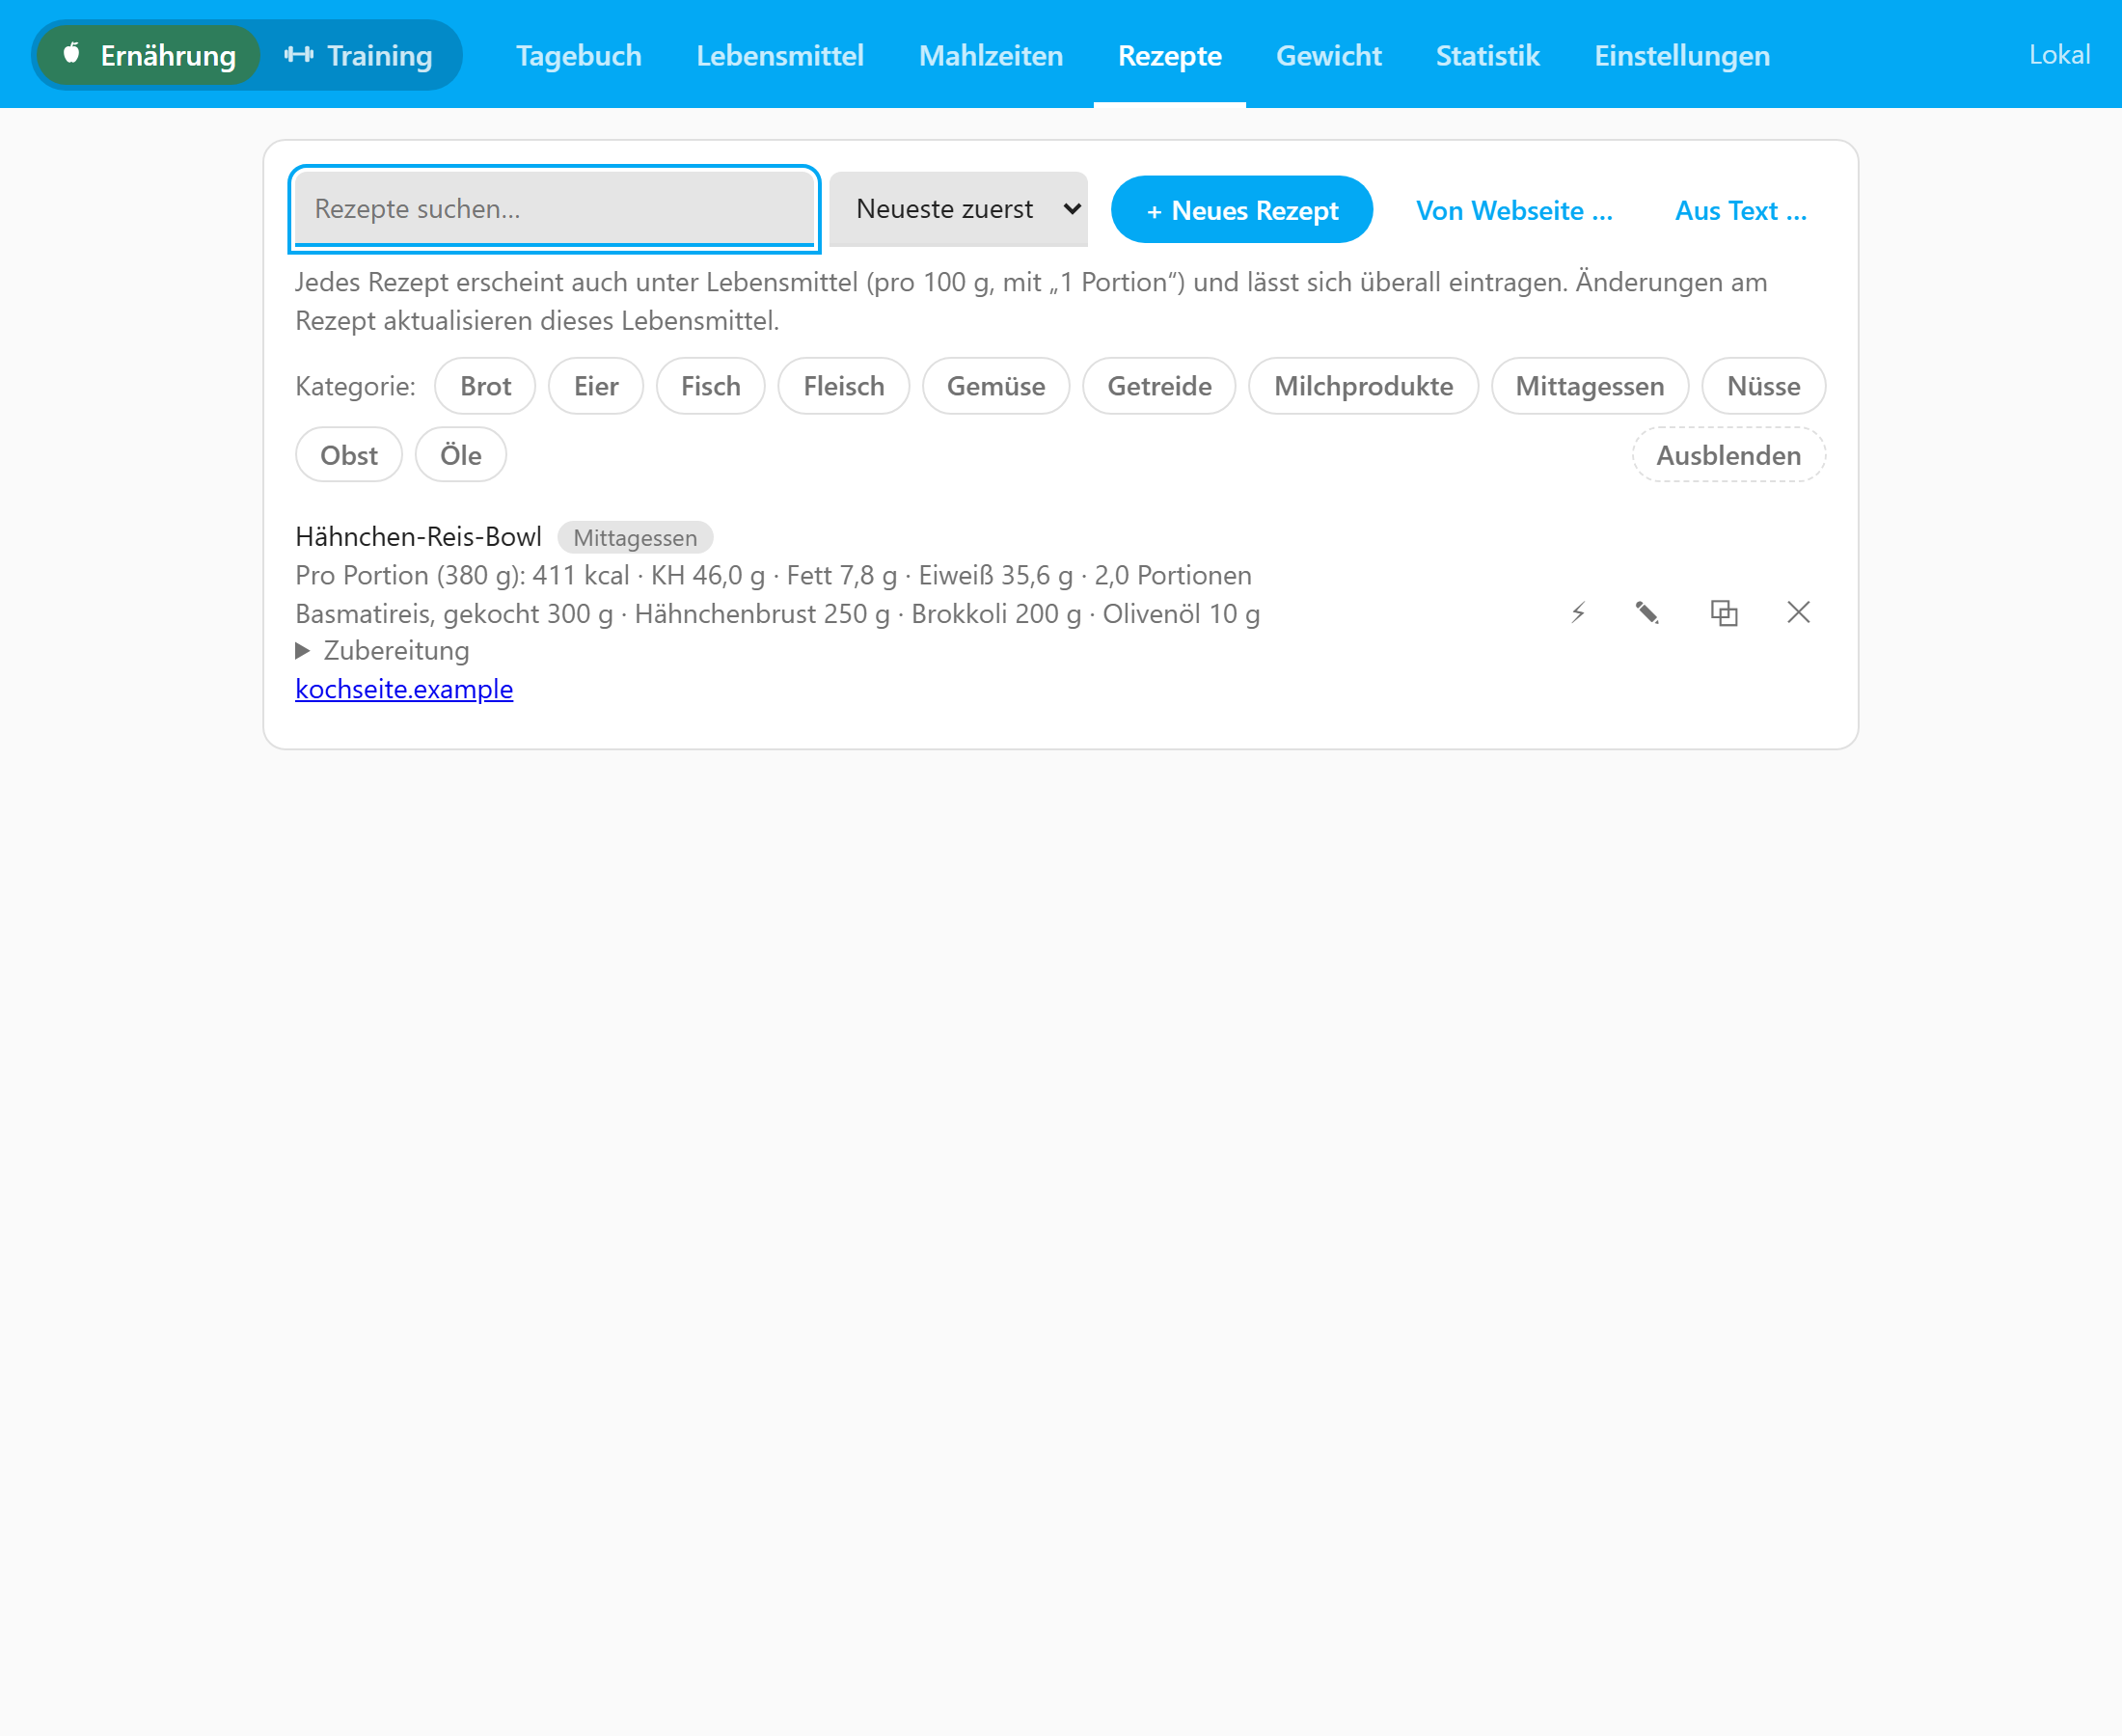 Ernährung Training Tagebuch Lebensmittel Mahlzeiten Rezepte Gewicht Statistik Einstellungen Lokal
Rezepte suchen... Neueste zuerst + Neues Rezept Von Webseite ... Aus Text ...
Jedes Rezept erscheint auch unter Lebensmittel (pro 100 g, mit „1 Portion“) und lässt sich überall eintragen. Änderungen am
Rezept aktualisieren dieses Lebensmittel.
Kategorie: Brot Eier Fisch Fleisch Gemüse Getreide Milchprodukte Mittagessen Nüsse
Obst Öle Ausblenden
Hähnchen-Reis-Bowl Mittagessen
Pro Portion (380 g): 411 kcal · KH 46,0 g · Fett 7,8 g · Eiweiß 35,6 g · 2,0 Portionen
Basmatireis, gekocht 300 g · Hähnchenbrust 250 g · Brokkoli 200 g · Olivenöl 10 g
Zubereitung
kochseite.example